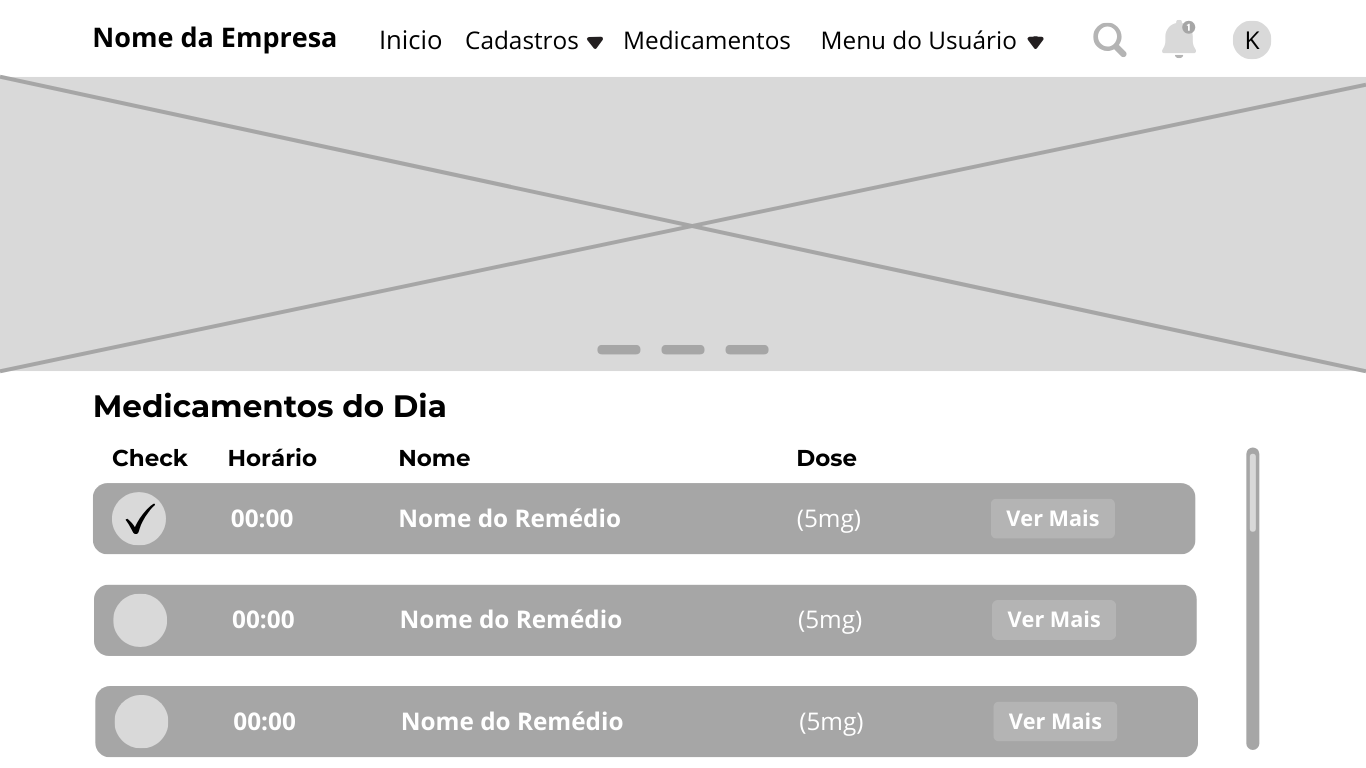 Nome da Empresa Inicio Cadastros Medicamentos Menu do Usuário 1 K
Medicamentos do Dia
Check Horário Nome Dose
00:00 Nome do Remédio (5mg) Ver Mais
00:00 Nome do Remédio (5mg) Ver Mais
00:00 Nome do Remédio (5mg) Ver Mais